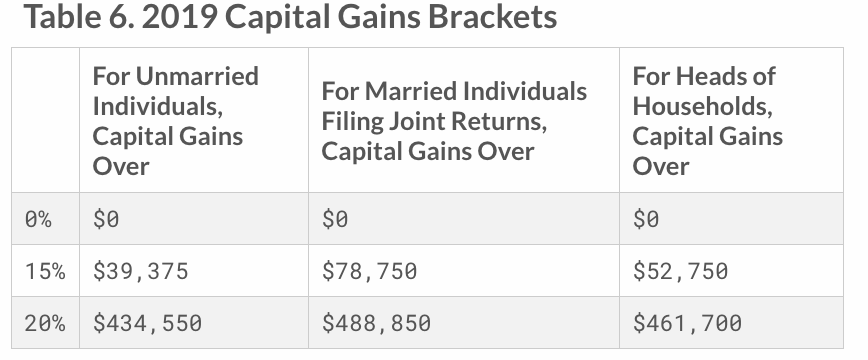 Table 6. 2019 Capital Gains Brackets
For Unmarried
Individuals,
Capital Gains
Over
For Married Individuals
Filing Joint Returns,
Capital Gains Over
For Heads of
Households,
Capital Gains
Over
0% $0 $0 $0
15% $39,375 $78,750 $52,750
20% $434,550 $488,850 $461,700